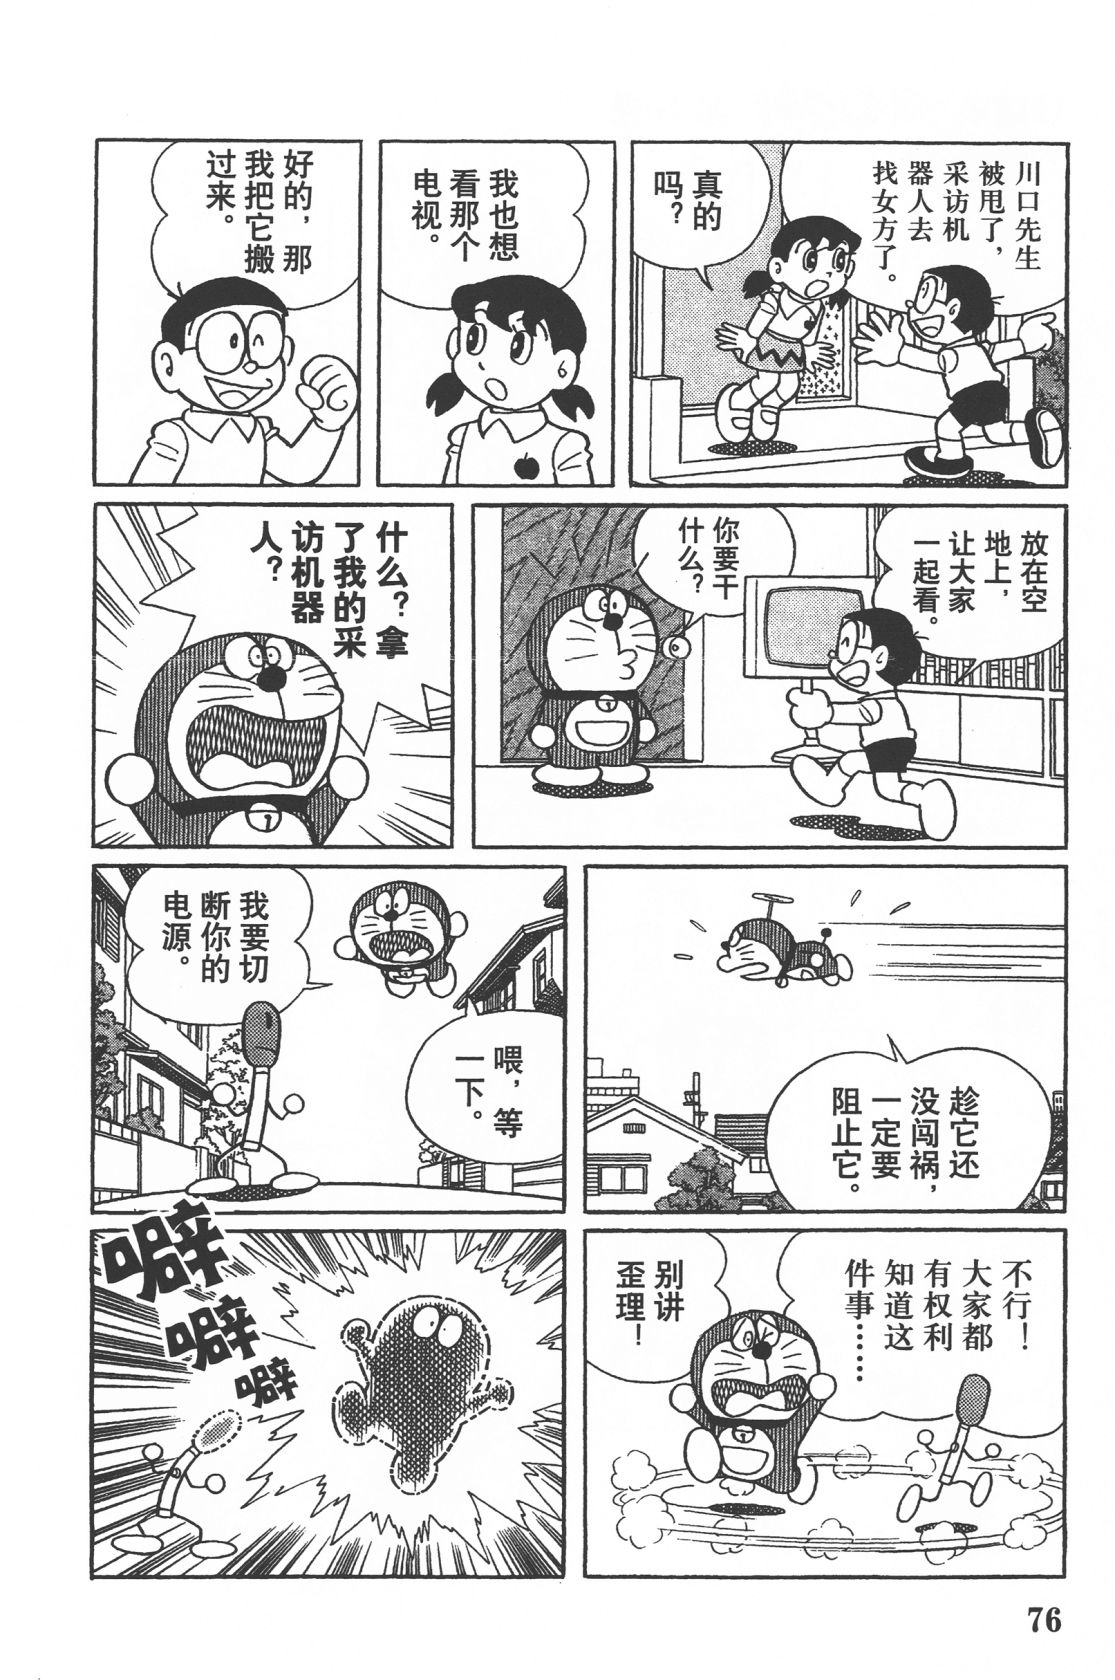 川口先生
被甩了，
采访机
器人去
找女方了。
真的
吗？
我也想
看那个
电视。
好的，那
我把它搬
过来。
放在空
地上，
让大家
一起看。
你要干
什么？
什么？拿
了我的采
访机器
人？
趁它还
没闯祸，
一定要
阻止它。
喂，等
一下。
我要切
断你的
电源。
不行！
大家都
有权利
知道这
件事……
别讲
歪理！
噼
噼
噼
76